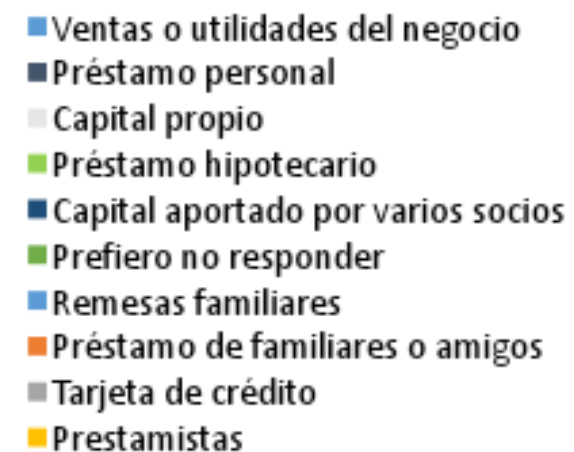 Ventas o utilidades del negocio
Préstamo personal
Capital propio
Préstamo hipotecario
Capital aportado por varios socios
Prefiero no responder
Remesas familiares
Préstamo de familiares o amigos
Tarjeta de crédito
Prestamistas